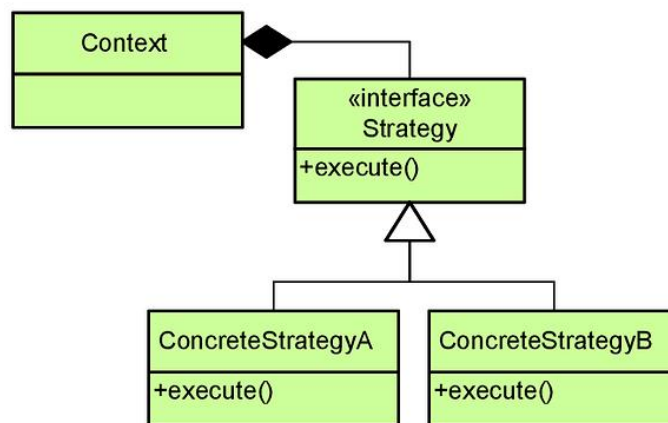 Context
«interface»
Strategy
+execute()
ConcreteStrategyA
+execute()
ConcreteStrategyB
+execute()